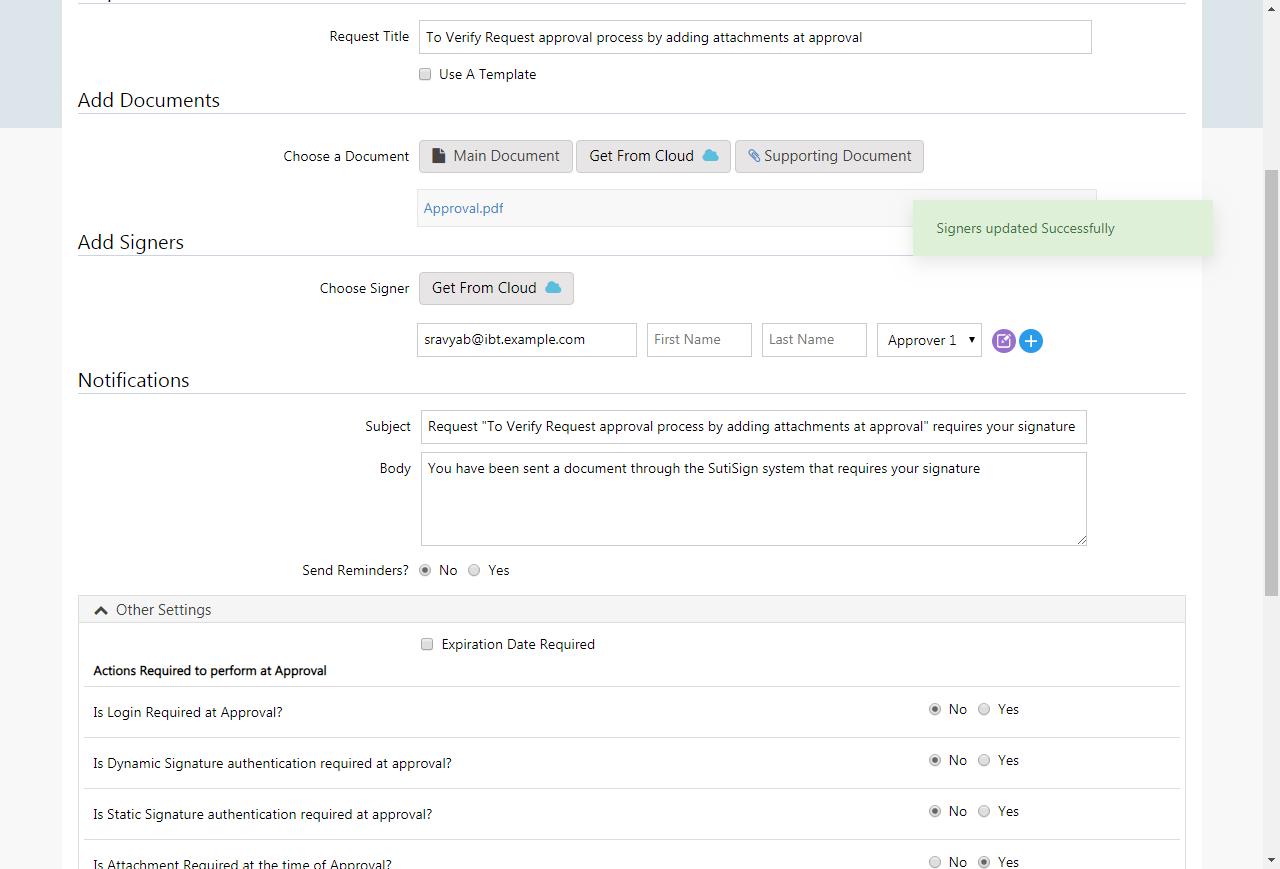 Request Title To Verify Request approval process by adding attachments at approval
Use A Template
Add Documents
Choose a Document Main Document Get From Cloud Supporting Document
Approval.pdf
Signers updated Successfully
Add Signers
Choose Signer Get From Cloud
sravyab@ibt.example.com First Name Last Name Approver 1
Notifications
Subject Request "To Verify Request approval process by adding attachments at approval" requires your signature
Body You have been sent a document through the SutiSign system that requires your signature
Send Reminders? No Yes
Other Settings
Expiration Date Required
Actions Required to perform at Approval
Is Login Required at Approval? No Yes
Is Dynamic Signature authentication required at approval? No Yes
Is Static Signature authentication required at approval? No Yes
Is Attachment Required at the time of Approval? No Yes